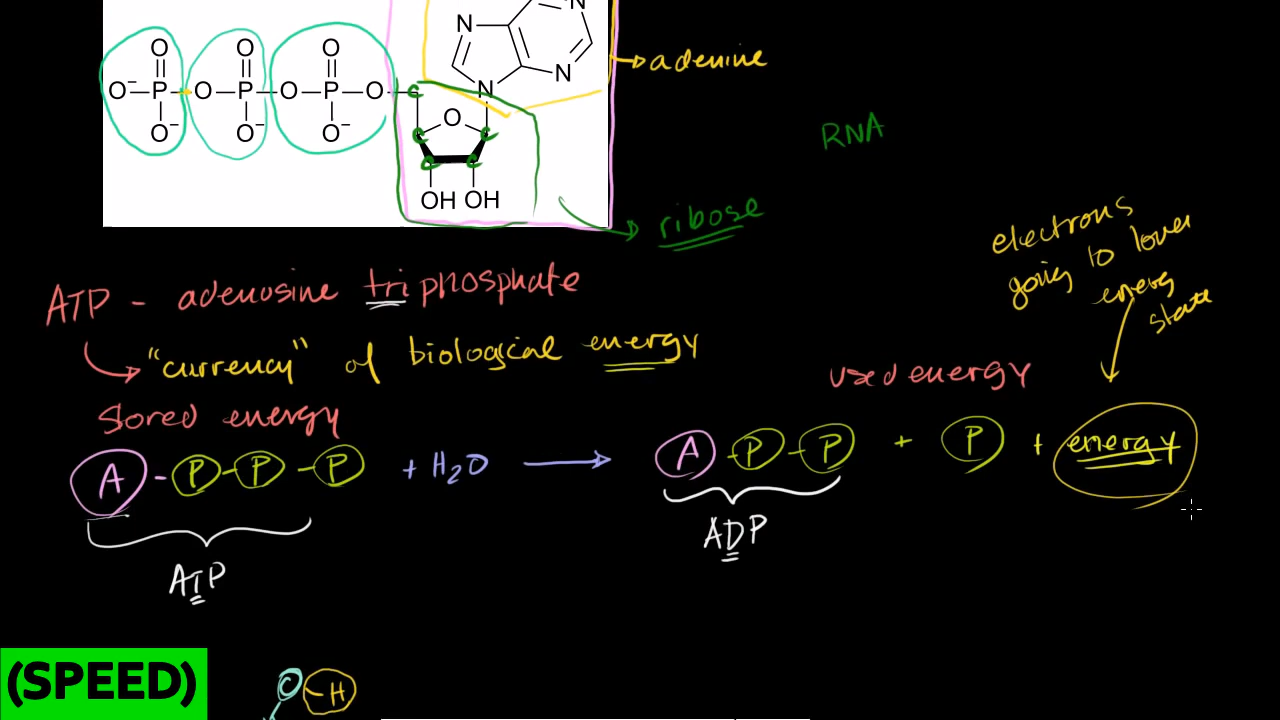 N
N
O O O
O⁻ P O P O P O C N N
O⁻ O⁻ O⁻
C O C
C C
OH OH
→ adenine
RNA
→ ribose
electrons
going to lower
energy
state
ATP - adenosine triphosphate
→ "currency" of biological energy
stored energy
used energy
A - P - P - P + H₂O → A - P - P + P + energy
ATP
ADP
(SPEED)
O - H